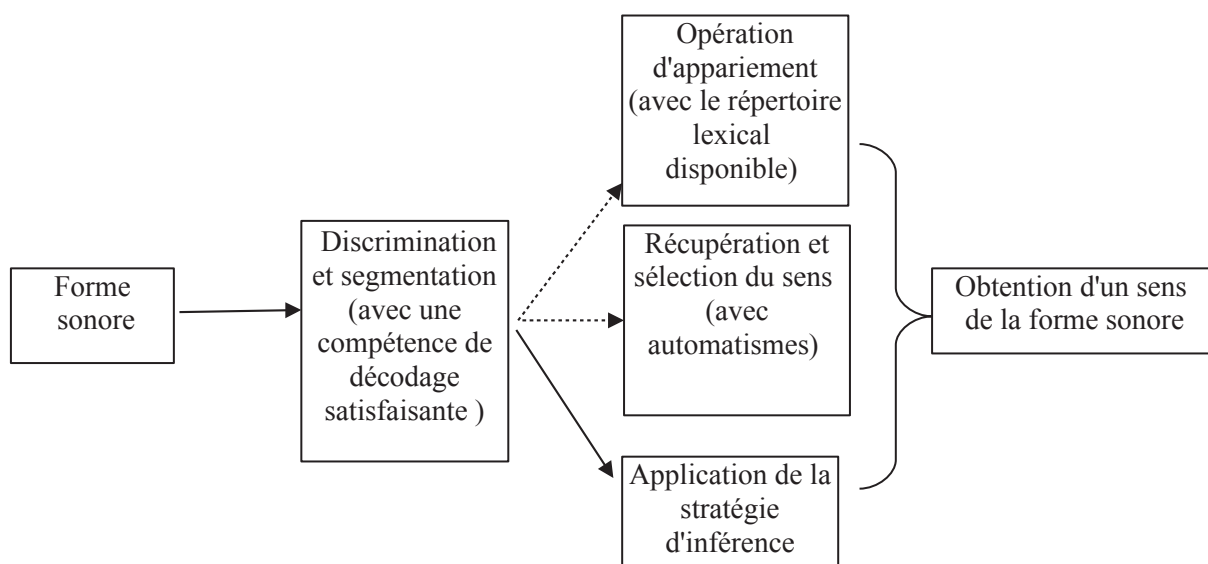 Forme
sonore
Discrimination
et segmentation
(avec une
compétence de
décodage
satisfaisante )
Opération
d'appariement
(avec le répertoire
lexical
disponible)
Récupération et
sélection du sens
(avec
automatismes)
Application de la
stratégie
d'inférence
Obtention d'un sens
de la forme sonore